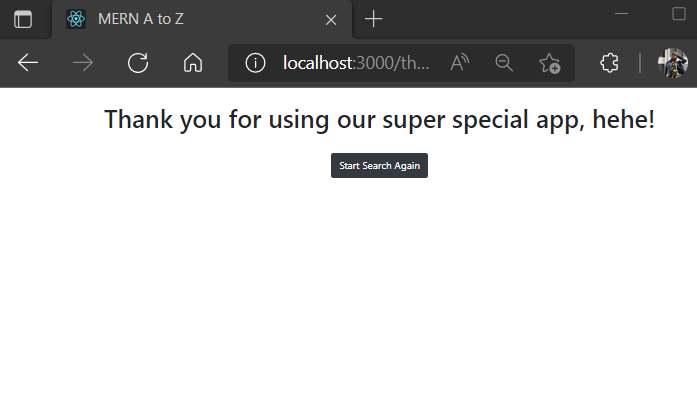 MERN A to Z
localhost:3000/th...
Thank you for using our super special app, hehe!
Start Search Again